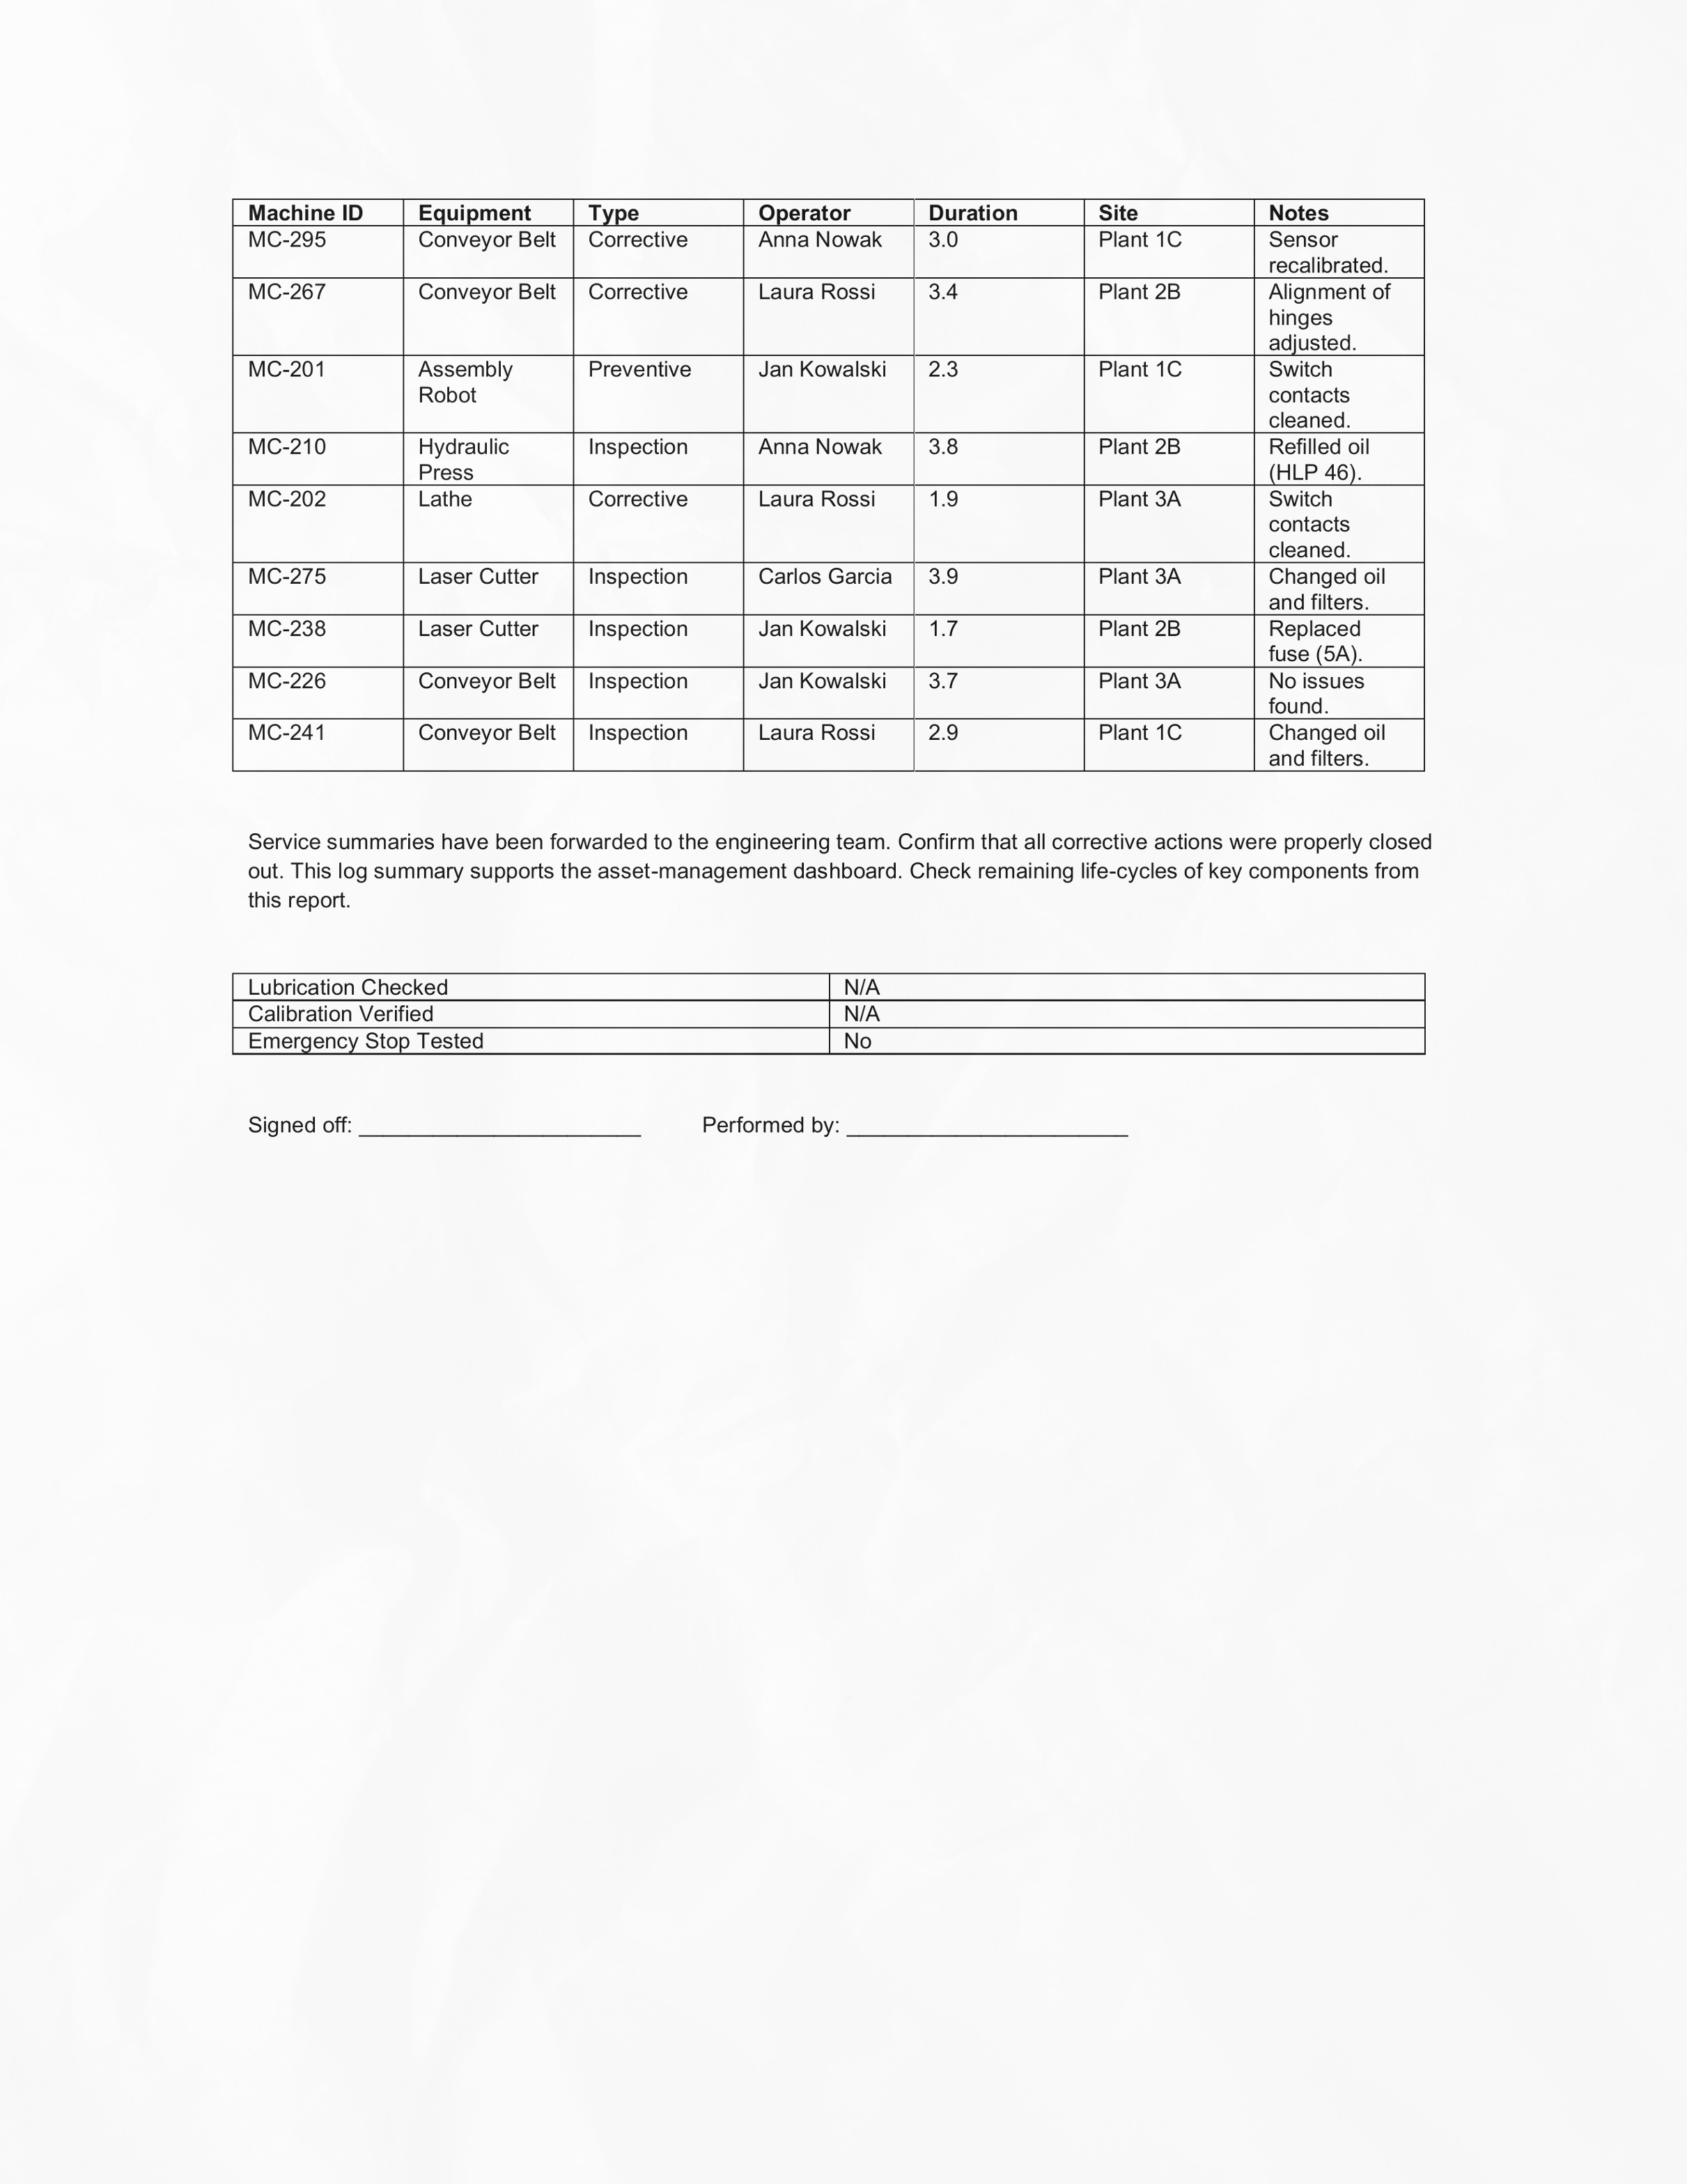 Machine ID Equipment Type Operator Duration Site Notes
MC-295 Conveyor Belt Corrective Anna Nowak 3.0 Plant 1C Sensor
recalibrated.
MC-267 Conveyor Belt Corrective Laura Rossi 3.4 Plant 2B Alignment of
hinges
adjusted.
MC-201 Assembly Preventive Jan Kowalski 2.3 Plant 1C Switch
Robot contacts
cleaned.
MC-210 Hydraulic Inspection Anna Nowak 3.8 Plant 2B Refilled oil
Press (HLP 46).
MC-202 Lathe Corrective Laura Rossi 1.9 Plant 3A Switch
contacts
cleaned.
MC-275 Laser Cutter Inspection Carlos Garcia 3.9 Plant 3A Changed oil
and filters.
MC-238 Laser Cutter Inspection Jan Kowalski 1.7 Plant 2B Replaced
fuse (5A).
MC-226 Conveyor Belt Inspection Jan Kowalski 3.7 Plant 3A No issues
found.
MC-241 Conveyor Belt Inspection Laura Rossi 2.9 Plant 1C Changed oil
and filters.
Service summaries have been forwarded to the engineering team. Confirm that all corrective actions were properly closed
out. This log summary supports the asset-management dashboard. Check remaining life-cycles of key components from
this report.
Lubrication Checked N/A
Calibration Verified N/A
Emergency Stop Tested No
Signed off: _______________________ Performed by: _______________________